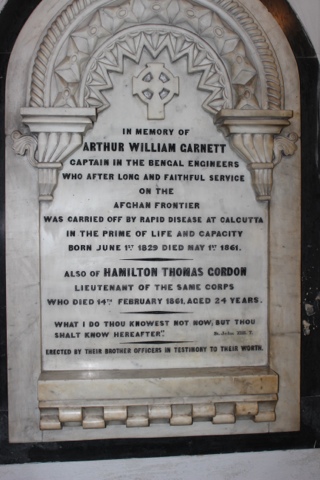 IN MEMORY OF
ARTHUR WILLIAM GARNETT
CAPTAIN IN THE BENGAL ENGINEERS
WHO AFTER LONG AND FAITHFUL SERVICE
ON THE
AFGHAN FRONTIER
WAS CARRIED OFF BY RAPID DISEASE AT CALCUTTA
IN THE PRIME OF LIFE AND CAPACITY
BORN JUNE 1ST 1829 DIED MAY 1ST 1861.
ALSO OF HAMILTON THOMAS GORDON
LIEUTENANT OF THE SAME CORPS
WHO DIED 14TH FEBRUARY 1861, AGED 24 YEARS.
WHAT I DO THOU KNOWEST NOT NOW, BUT THOU
SHALT KNOW HEREAFTER". St. John XIII. 7.
ERECTED BY THEIR BROTHER OFFICERS IN TESTIMONY TO THEIR WORTH.